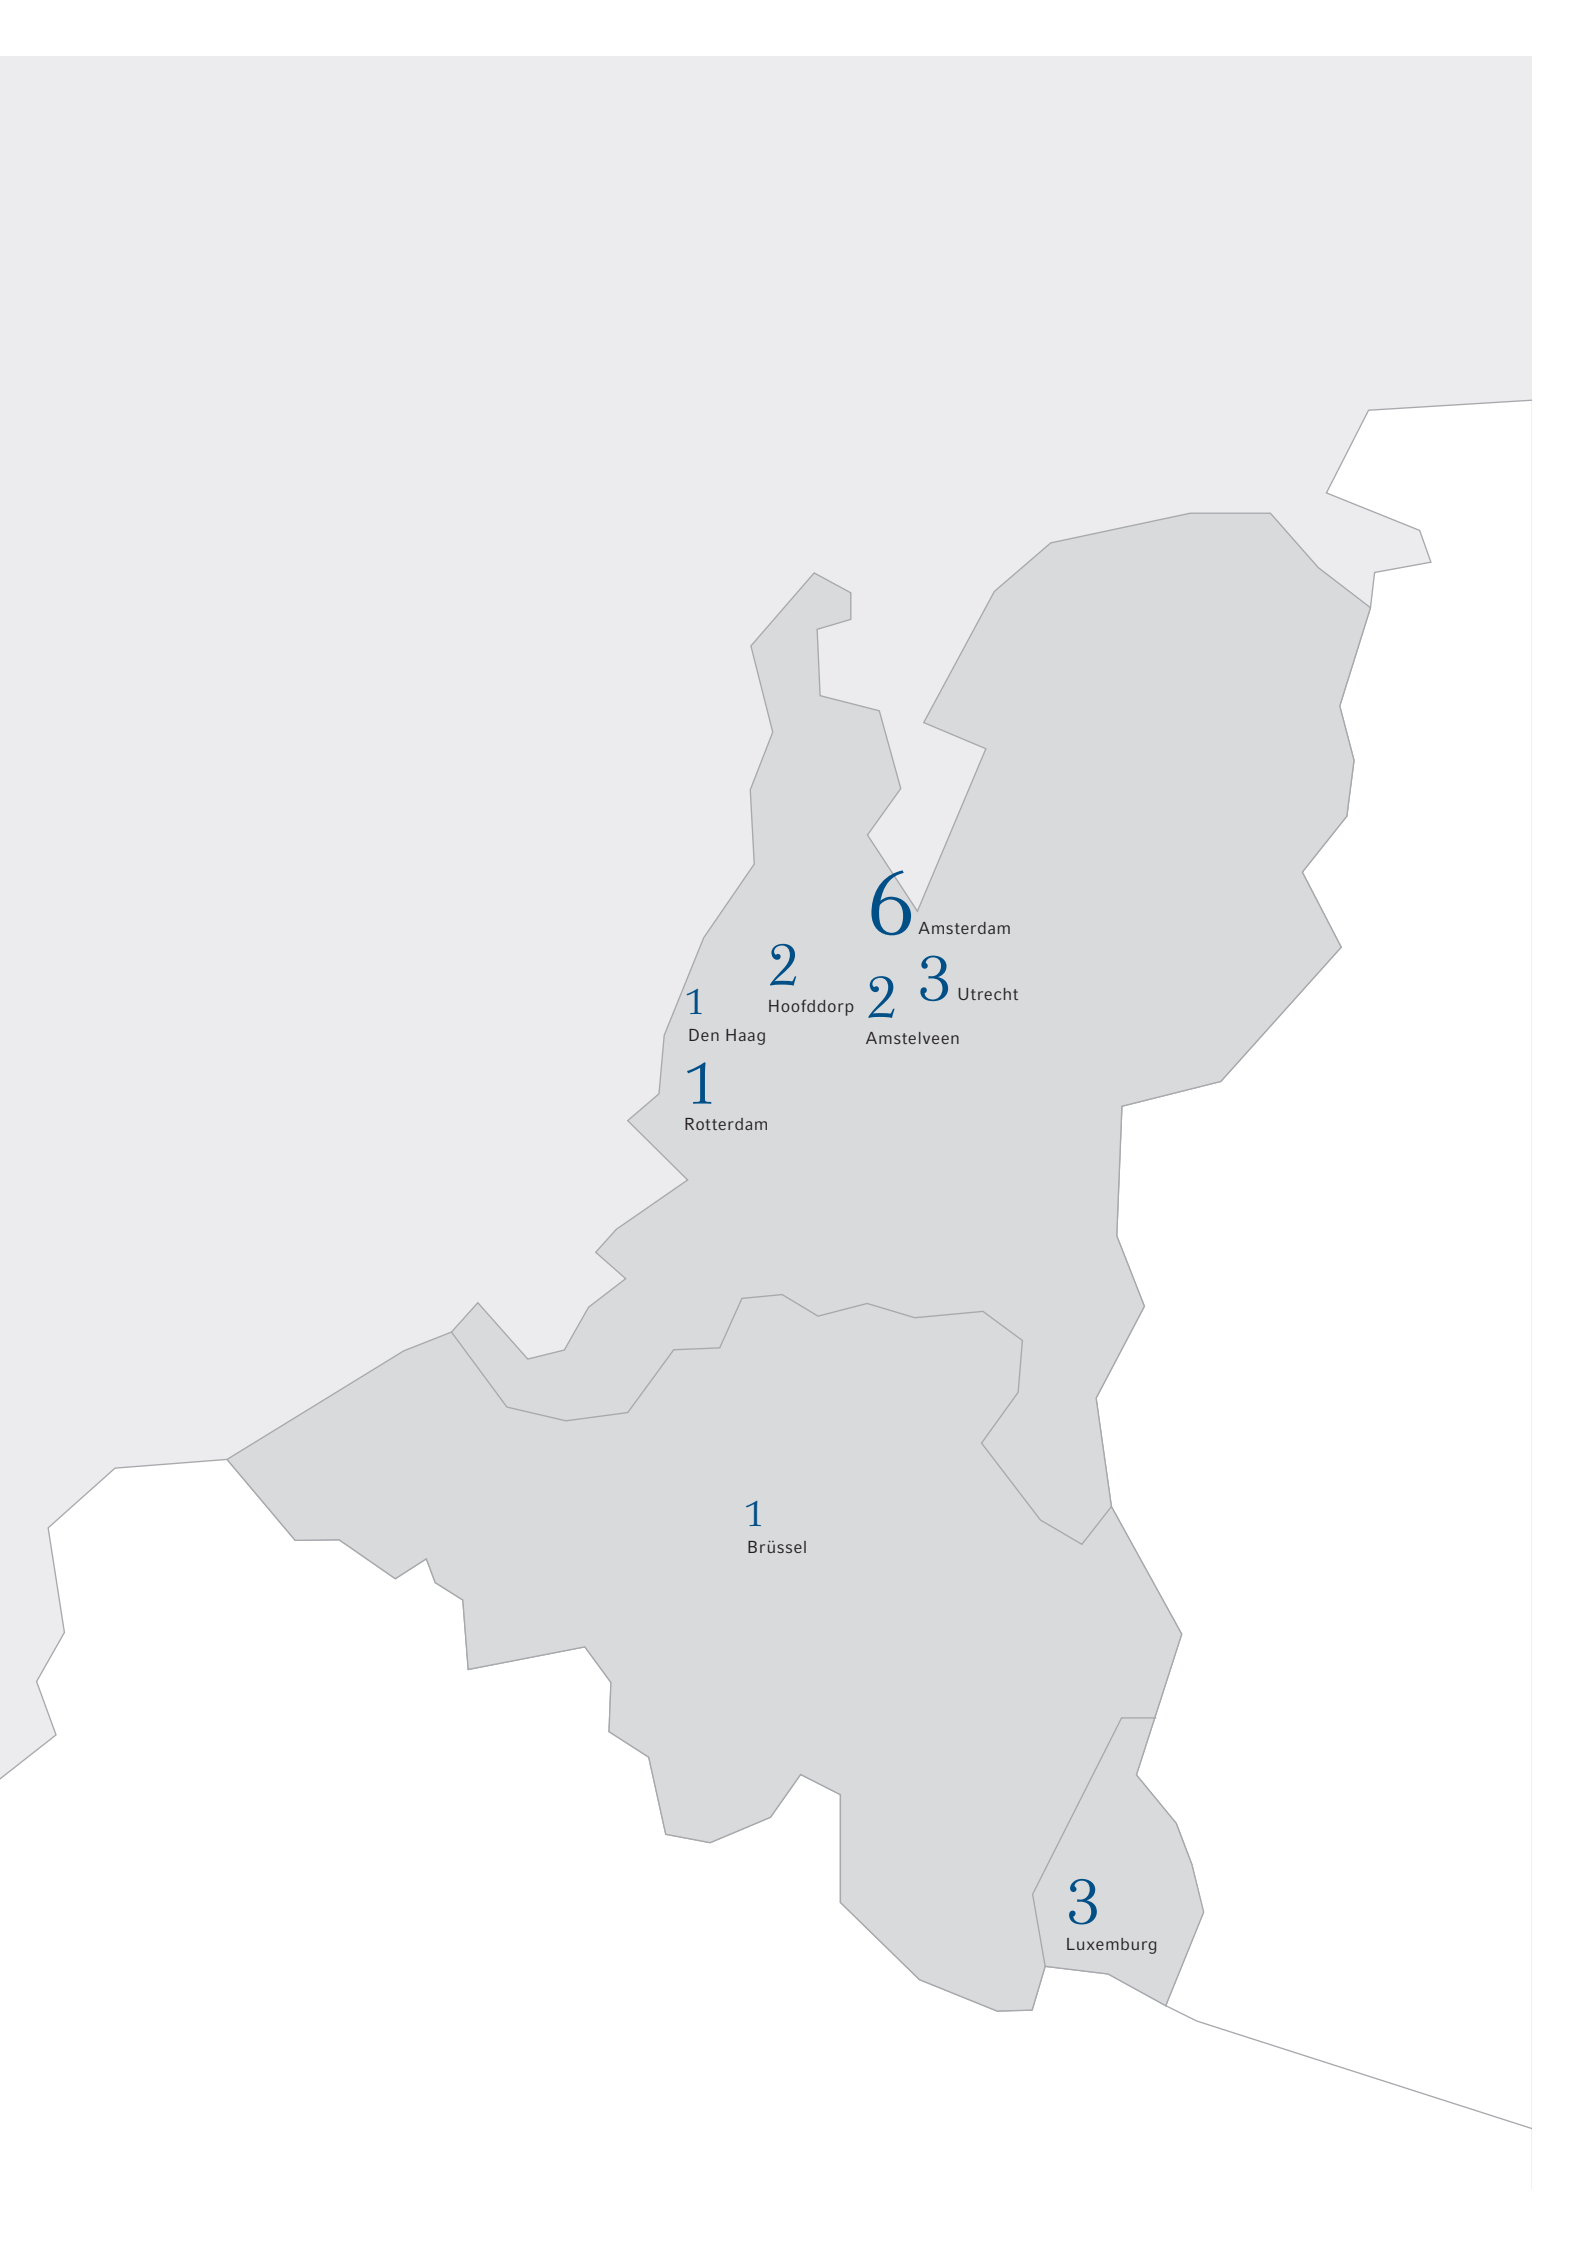 6 Amsterdam
2
Hoofddorp
3 Utrecht
2
Amstelveen
1
Den Haag
1
Rotterdam
1
Brüssel
3
Luxemburg